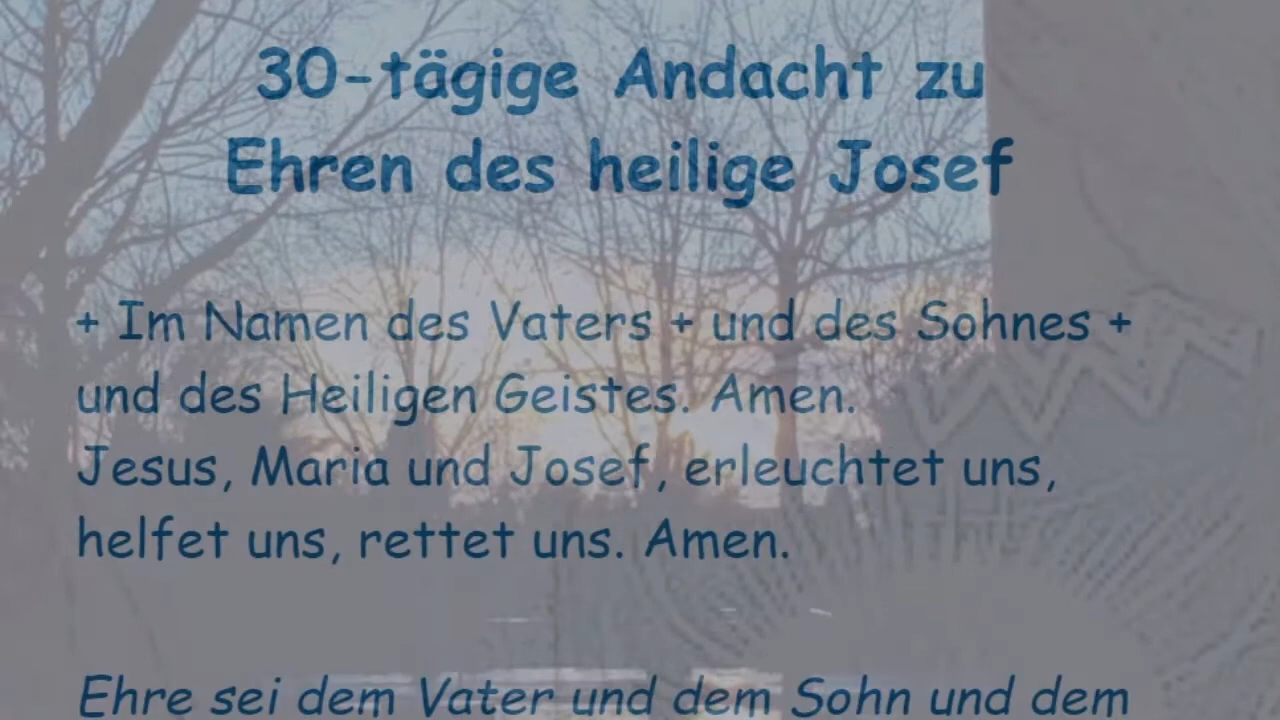 30-tägige Andacht zu
Ehren des heilige Josef
+ Im Namen des Vaters + und des Sohnes +
und des Heiligen Geistes. Amen.
Jesus, Maria und Josef, erleuchtet uns,
helfet uns, rettet uns. Amen.
Ehre sei dem Vater und dem Sohn und dem